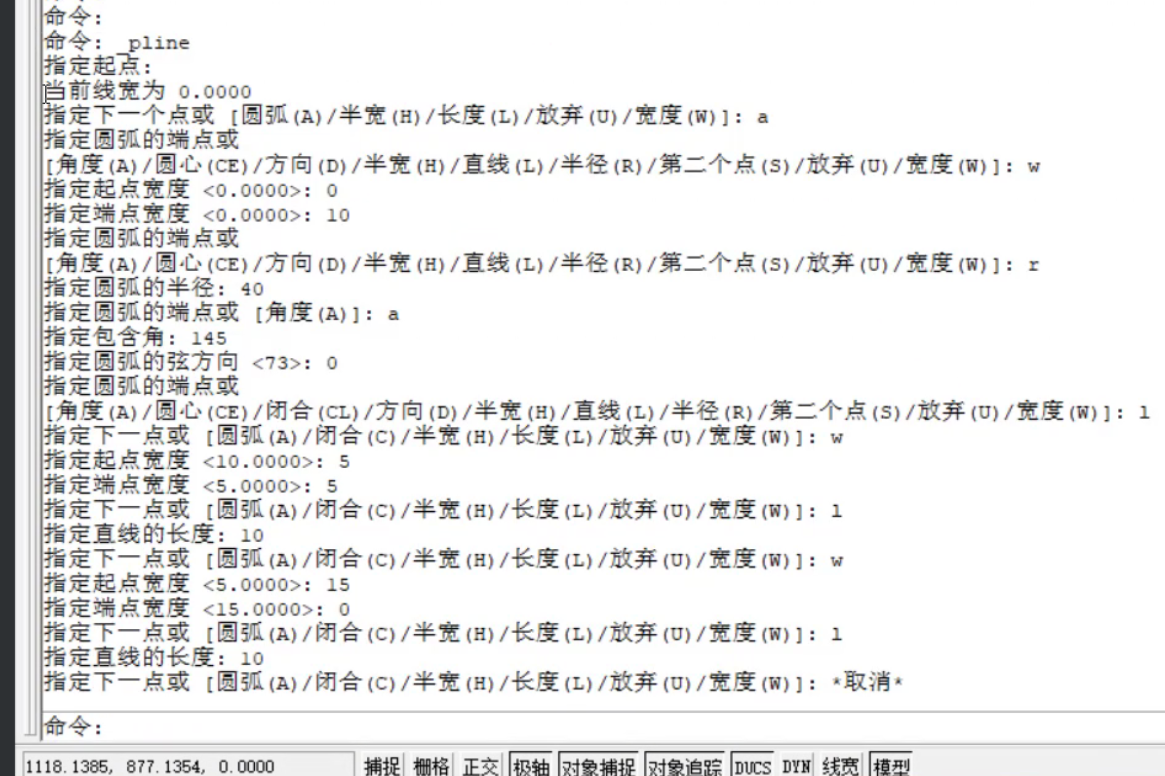 命令:
命令: _pline
指定起点:
当前线宽为 0.0000
指定下一个点或 [圆弧(A)/半宽(H)/长度(L)/放弃(U)/宽度(W)]: a
指定圆弧的端点或
[角度(A)/圆心(CE)/方向(D)/半宽(H)/直线(L)/半径(R)/第二个点(S)/放弃(U)/宽度(W)]: w
指定起点宽度 <0.0000>: 0
指定端点宽度 <0.0000>: 10
指定圆弧的端点或
[角度(A)/圆心(CE)/方向(D)/半宽(H)/直线(L)/半径(R)/第二个点(S)/放弃(U)/宽度(W)]: r
指定圆弧的半径: 40
指定圆弧的端点或 [角度(A)]: a
指定包含角: 145
指定圆弧的弦方向 <73>: 0
指定圆弧的端点或
[角度(A)/圆心(CE)/闭合(CL)/方向(D)/半宽(H)/直线(L)/半径(R)/第二个点(S)/放弃(U)/宽度(W)]: l
指定下一点或 [圆弧(A)/闭合(C)/半宽(H)/长度(L)/放弃(U)/宽度(W)]: w
指定起点宽度 <10.0000>: 5
指定端点宽度 <5.0000>: 5
指定下一点或 [圆弧(A)/闭合(C)/半宽(H)/长度(L)/放弃(U)/宽度(W)]: l
指定直线的长度: 10
指定下一点或 [圆弧(A)/闭合(C)/半宽(H)/长度(L)/放弃(U)/宽度(W)]: w
指定起点宽度 <5.0000>: 15
指定端点宽度 <15.0000>: 0
指定下一点或 [圆弧(A)/闭合(C)/半宽(H)/长度(L)/放弃(U)/宽度(W)]: l
指定直线的长度: 10
指定下一点或 [圆弧(A)/闭合(C)/半宽(H)/长度(L)/放弃(U)/宽度(W)]: *取消*
命令:
1118.1385, 877.1354, 0.0000 捕捉 栅格 正交 极轴 对象捕捉 对象追踪 DUCS DYN 线宽 模型